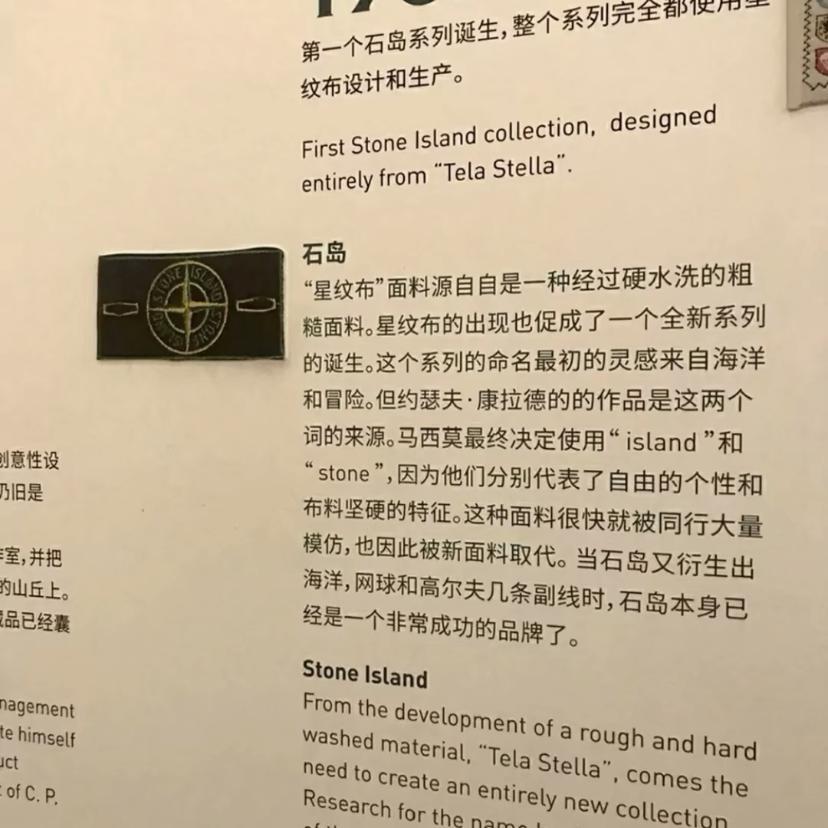 第一个石岛系列诞生，整个系列完全都使用星
纹布设计和生产。
First Stone Island collection, designed
entirely from “Tela Stella”.
石岛
“星纹布”面料源自自是一种经过硬水洗的粗
糙面料。星纹布的出现也促成了一个全新系列
的诞生。这个系列的命名最初的灵感来自海洋
和冒险。但约瑟夫·康拉德的的作品是这两个
词的来源。马西莫最终决定使用“ island ”和
“ stone ”，因为他们分别代表了自由的个性和
布料坚硬的特征。这种面料很快就被同行大量
模仿，也因此被新面料取代。当石岛又衍生出
海洋，网球和高尔夫几条副线时，石岛本身已
经是一个非常成功的品牌了。
Stone Island
From the development of a rough and hard
washed material, “Tela Stella”, comes the
need to create an entirely new collection
Research for the name
STONE ISLAND
STONE ISLAND
创意性设
仍旧是
室，并把
的山丘上。
品已经囊
nagement
te himself
uct
of C. P.